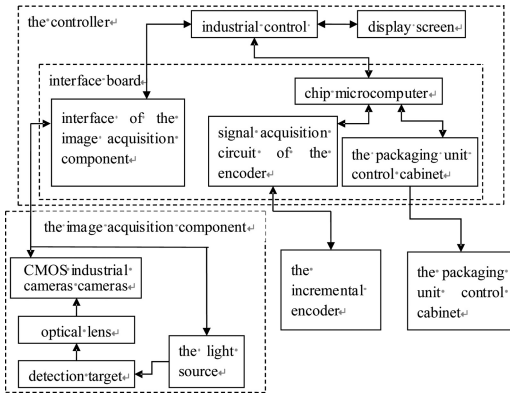 the controller
industrial control
display screen
interface board
chip microcomputer
interface of the
image acquisition
component
signal acquisition
circuit of the
encoder
the packaging unit
control cabinet
the image acquisition component
CMOS industrial
cameras cameras
the
incremental
encoder
the packaging
unit control
cabinet
optical lens
the light
source
detection target